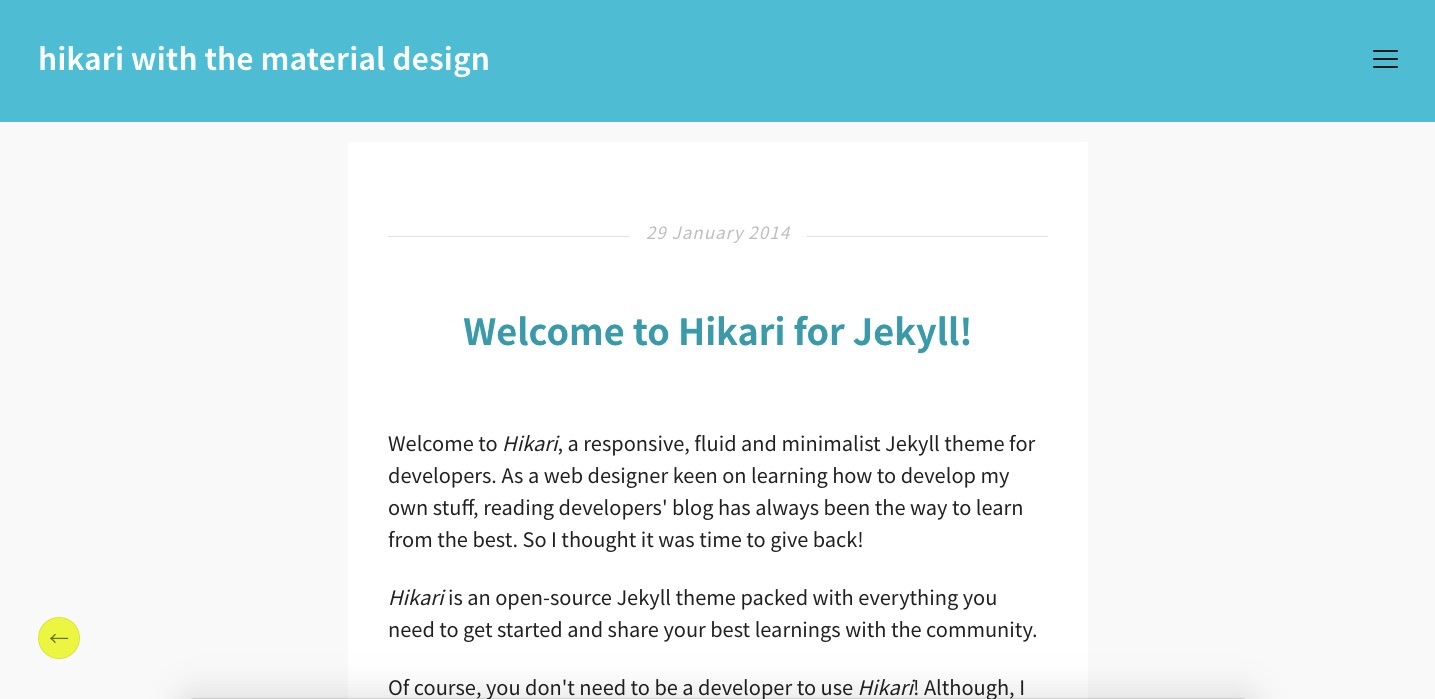 hikari with the material design
29 January 2014
Welcome to Hikari for Jekyll!
Welcome to Hikari, a responsive, fluid and minimalist Jekyll theme for
developers. As a web designer keen on learning how to develop my
own stuff, reading developers' blog has always been the way to learn
from the best. So I thought it was time to give back!
Hikari is an open-source Jekyll theme packed with everything you
need to get started and share your best learnings with the community.
Of course, you don't need to be a developer to use Hikari! Although, I